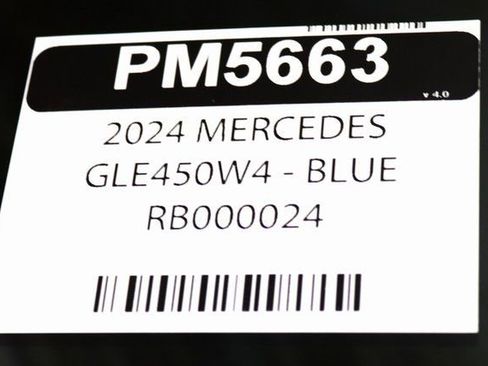 PM5663
v 4.0
2024 MERCEDES
GLE450W4 - BLUE
RB000024